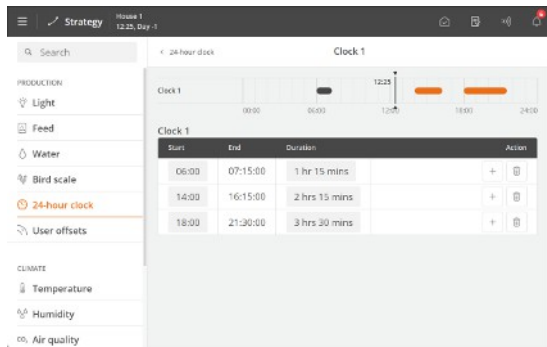 Strategy
House 1
12:25, Day -1
6
Search
PRODUCTION
Light
Feed
Water
Bird scale
24-hour clock
User offsets
CLIMATE
Temperature
Humidity
CO₂ Air quality
24-hour clock
Clock 1
Clock 1
12:25
00:00 06:00 12:00 18:00 24:00
Clock 1
Start End Duration Action
06:00 07:15:00 1 hr 15 mins
14:00 16:15:00 2 hrs 15 mins
18:00 21:30:00 3 hrs 30 mins